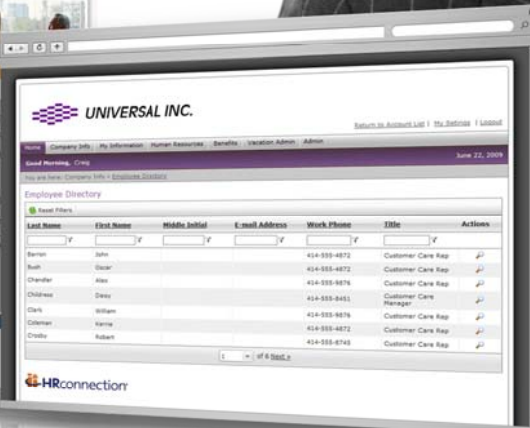 UNIVERSAL INC.
Return to Account List | My Settings | Logout
Home Company Info My Information Human Resources Benefits Vacation Admin Admin
Good Morning, Craig June 22, 2009
You are here: Company Info > Employee Directory
Employee Directory
Reset Filters
Last Name First Name Middle Initial E-mail Address Work Phone Title Actions
Barron John 414-555-4872 Customer Care Rep
Bush Oscar 414-555-4872 Customer Care Rep
Chandler Alex 414-555-9876 Customer Care Rep
Childress Daisy 414-555-8451 Customer Care Manager
Clark William 414-555-9876 Customer Care Rep
Coleman Kerrie 414-555-4872 Customer Care Rep
Crosby Robert 414-555-8745 Customer Care Rep
1 of 6 Next »
HRconnection